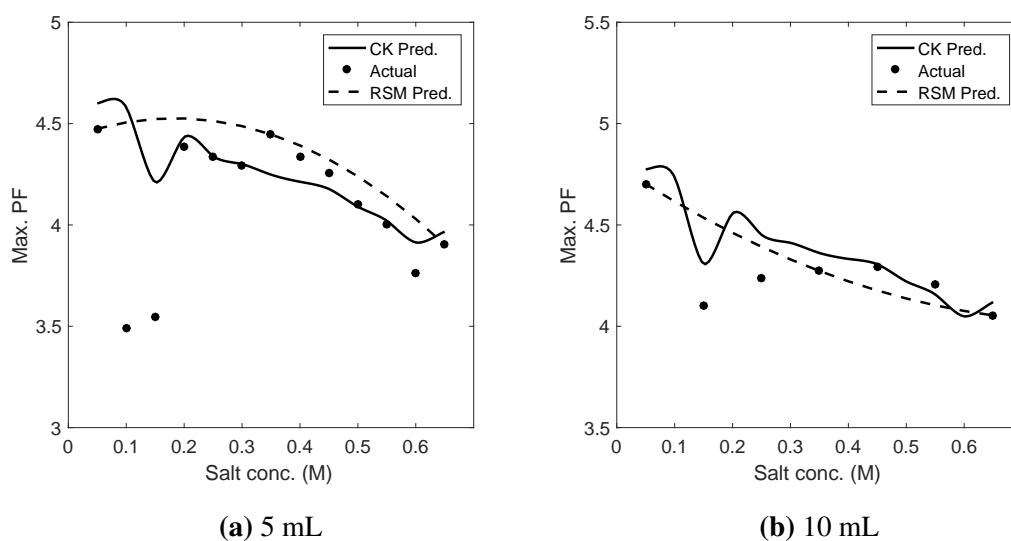 5
4.5
4
3.5
3
Max. PF
CK Pred.
Actual
RSM Pred.
0 0.1 0.2 0.3 0.4 0.5 0.6
Salt conc. (M)
(a) 5 mL
5.5
5
4.5
4
3.5
Max. PF
CK Pred.
Actual
RSM Pred.
0 0.1 0.2 0.3 0.4 0.5 0.6
Salt conc. (M)
(b) 10 mL